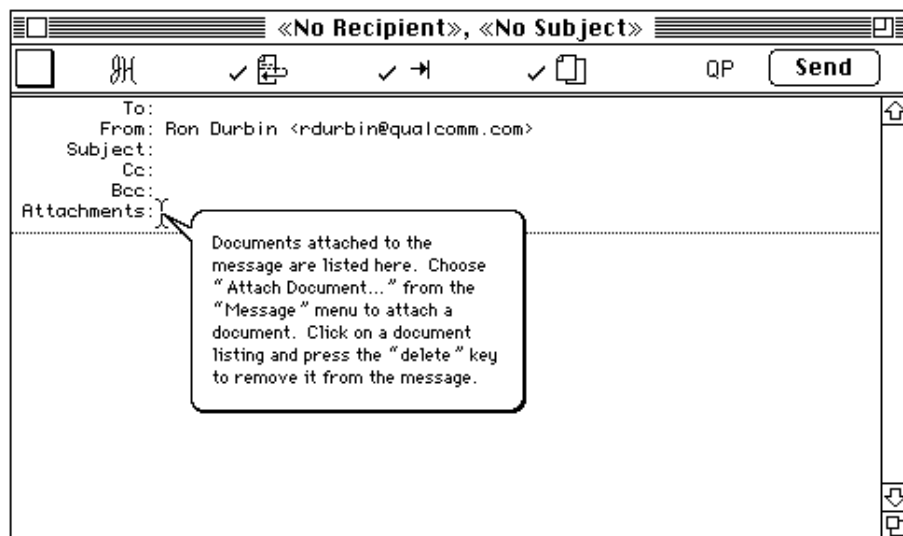 «No Recipient», «No Subject»
QP Send
To:
From: Ron Durbin <rdurbin@qualcomm.com>
Subject:
Cc:
Bcc:
Attachments:
Documents attached to the
message are listed here. Choose
“Attach Document...” from the
“Message” menu to attach a
document. Click on a document
listing and press the “delete” key
to remove it from the message.